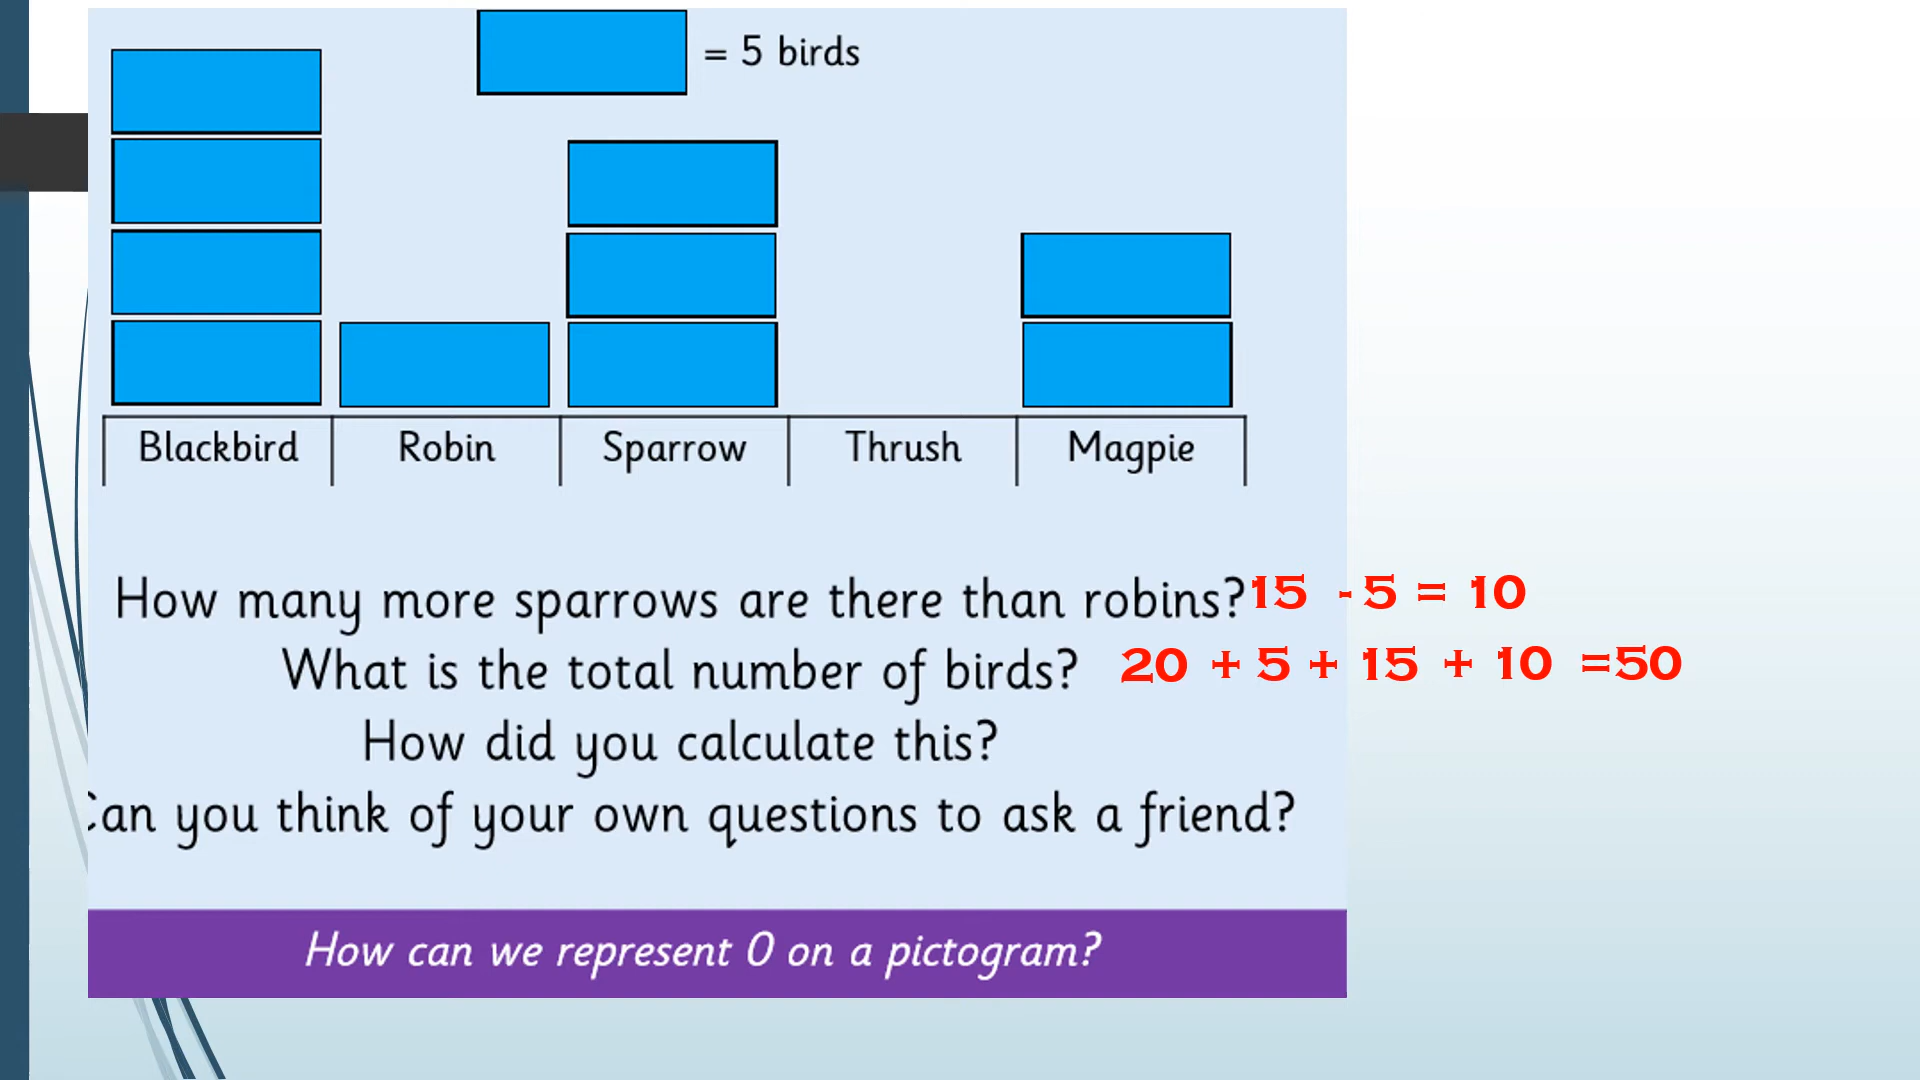 = 5 birds
Blackbird Robin Sparrow Thrush Magpie
How many more sparrows are there than robins? 15 - 5 = 10
What is the total number of birds? 20 + 5 + 15 + 10 =50
How did you calculate this?
Can you think of your own questions to ask a friend?
How can we represent 0 on a pictogram?